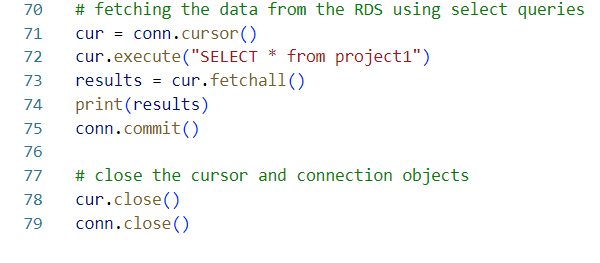 70 # fetching the data from the RDS using select queries
71 cur = conn.cursor()
72 cur.execute("SELECT * from project1")
73 results = cur.fetchall()
74 print(results)
75 conn.commit()
76
77 # close the cursor and connection objects
78 cur.close()
79 conn.close()